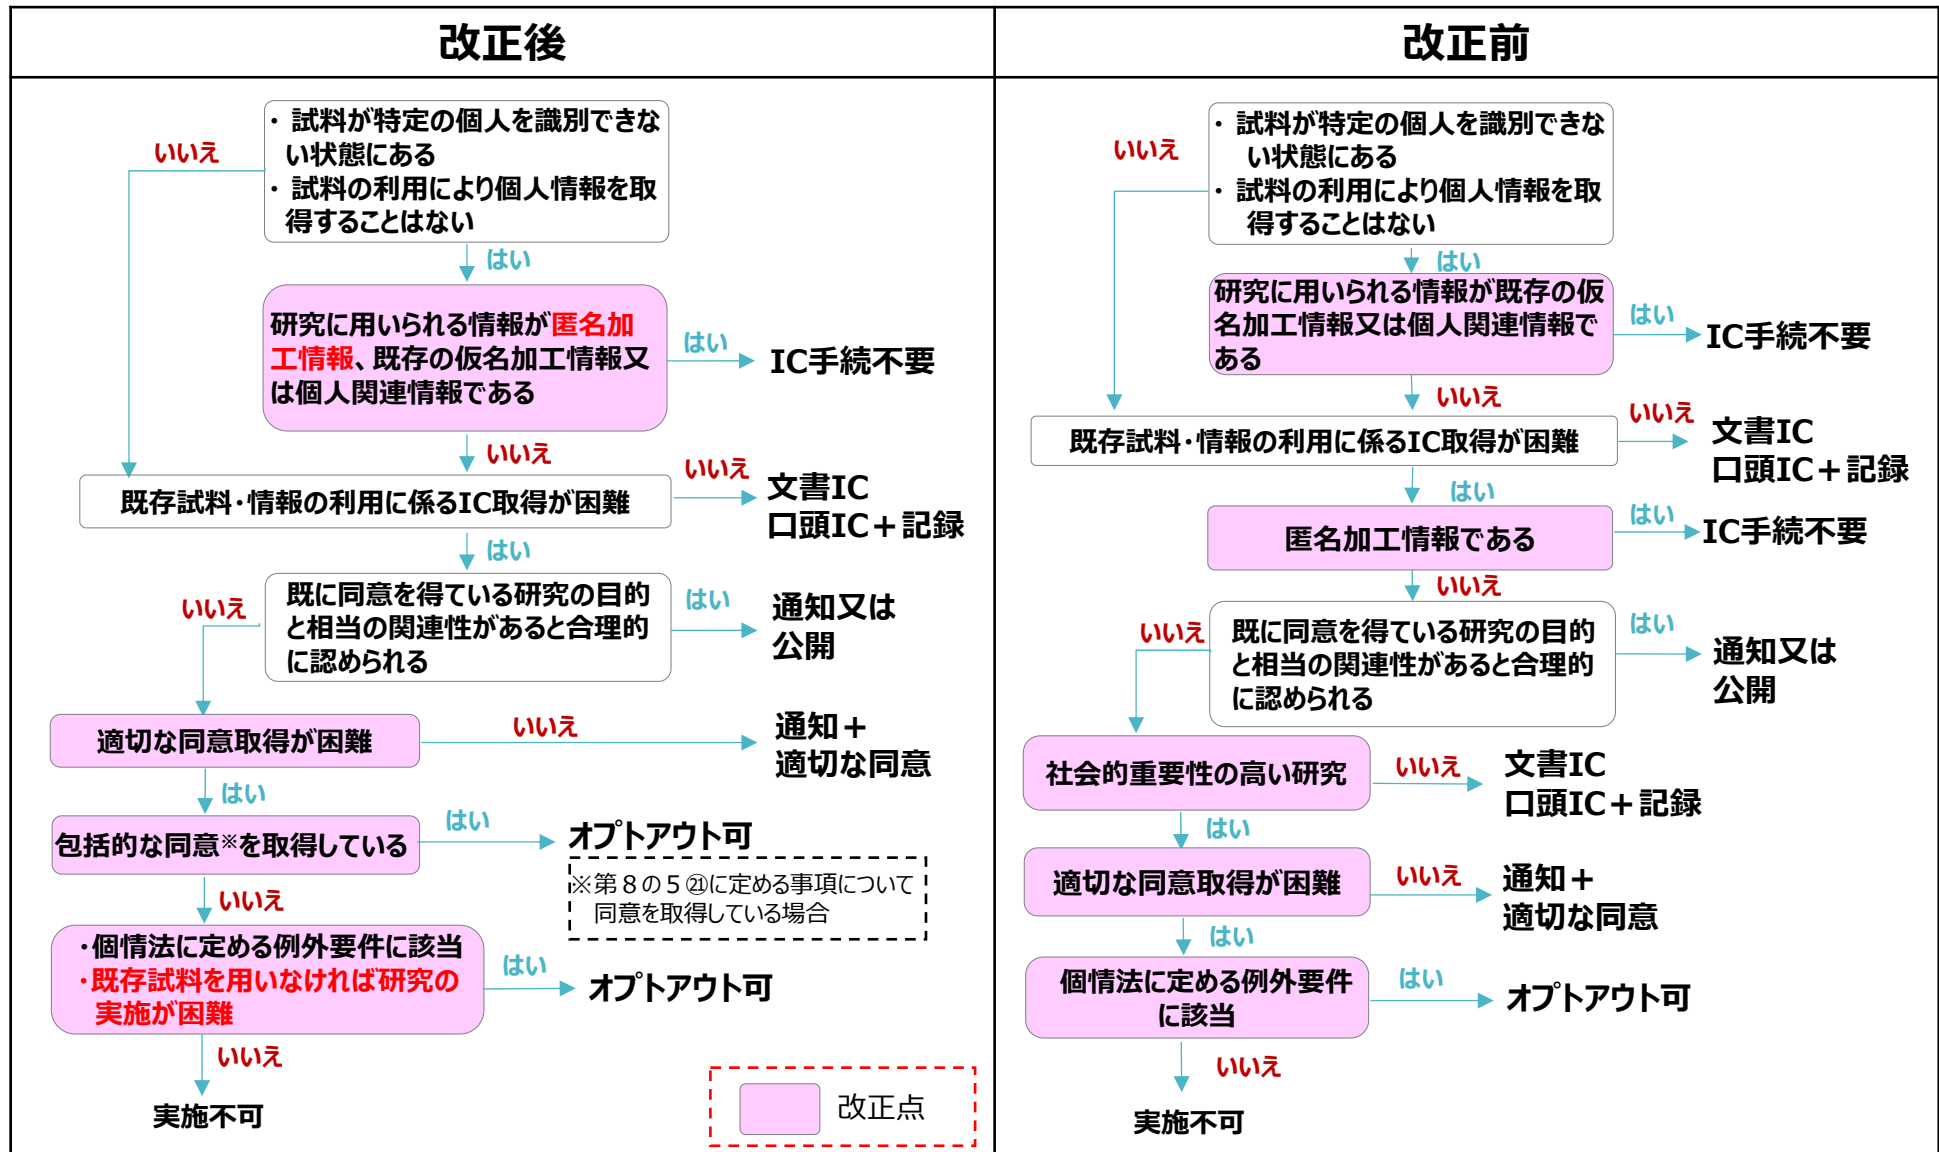 改正後
・ 試料が特定の個人を識別できな
い状態にある
・ 試料の利用により個人情報を取
得することはない
いいえ
はい
研究に用いられる情報が匿名加
工情報、既存の仮名加工情報又
は個人関連情報である
はい
IC手続不要
いいえ
既存試料・情報の利用に係るIC取得が困難
いいえ
文書IC
口頭IC＋記録
はい
既に同意を得ている研究の目的
と相当の関連性があると合理的
に認められる
はい
通知又は
公開
いいえ
適切な同意取得が困難
いいえ
通知＋
適切な同意
はい
包括的な同意※を取得している
はい
オプトアウト可
※第８の５㉑に定める事項について
同意を取得している場合
いいえ
・個情法に定める例外要件に該当
・既存試料を用いなければ研究の
実施が困難
はい
オプトアウト可
いいえ
実施不可
改正点
改正前
・ 試料が特定の個人を識別できな
い状態にある
・ 試料の利用により個人情報を取
得することはない
いいえ
はい
研究に用いられる情報が既存の仮
名加工情報又は個人関連情報で
ある
はい
IC手続不要
いいえ
既存試料・情報の利用に係るIC取得が困難
いいえ
文書IC
口頭IC＋記録
はい
匿名加工情報である
はい
IC手続不要
いいえ
既に同意を得ている研究の目的
と相当の関連性があると合理的
に認められる
はい
通知又は
公開
いいえ
社会的重要性の高い研究
いいえ
文書IC
口頭IC＋記録
はい
適切な同意取得が困難
いいえ
通知＋
適切な同意
はい
個情法に定める例外要件
に該当
はい
オプトアウト可
いいえ
実施不可